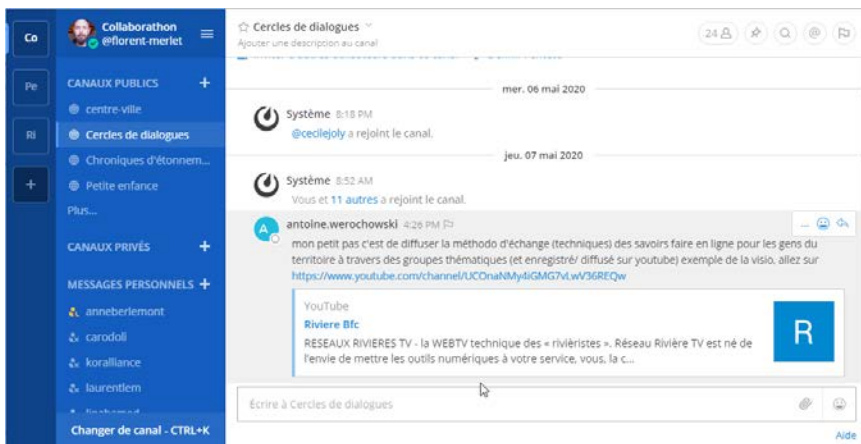 Co
Pe
Ri
+
Collaborathon
@florent-merlet
CANAUX PUBLICS +
centre-ville
Cercles de dialogues
Chroniques d'étonnem...
Petite enfance
Plus...
CANAUX PRIVÉS +
MESSAGES PERSONNELS +
anneberlemont
carodoli
koralliance
laurentlem
Changer de canal - CTRL+K
Cercles de dialogues
Ajouter une description au canal
24
mer. 06 mai 2020
Système 8:18 PM
@cecilejoly a rejoint le canal.
jeu. 07 mai 2020
Système 8:52 AM
Vous et 11 autres a rejoint le canal.
A antoine.werochowski 4:26 PM
...
mon petit pas c'est de diffuser la méthodo d'échange (techniques) des savoirs faire en ligne pour les gens du
territoire à travers des groupes thématiques (et enregistré/ diffusé sur youtube) exemple de la visio, allez sur
https://www.youtube.com/channel/UCOnaNMy4iGMG7vLwV36REQw
YouTube
Riviere Bfc
RESEAUX RIVIERES TV - la WEBTV technique des « rivièristes ». Réseau Rivière TV est né de
l'envie de mettre les outils numériques à votre service, vous, la c...
R
Écrire à Cercles de dialogues
Aide